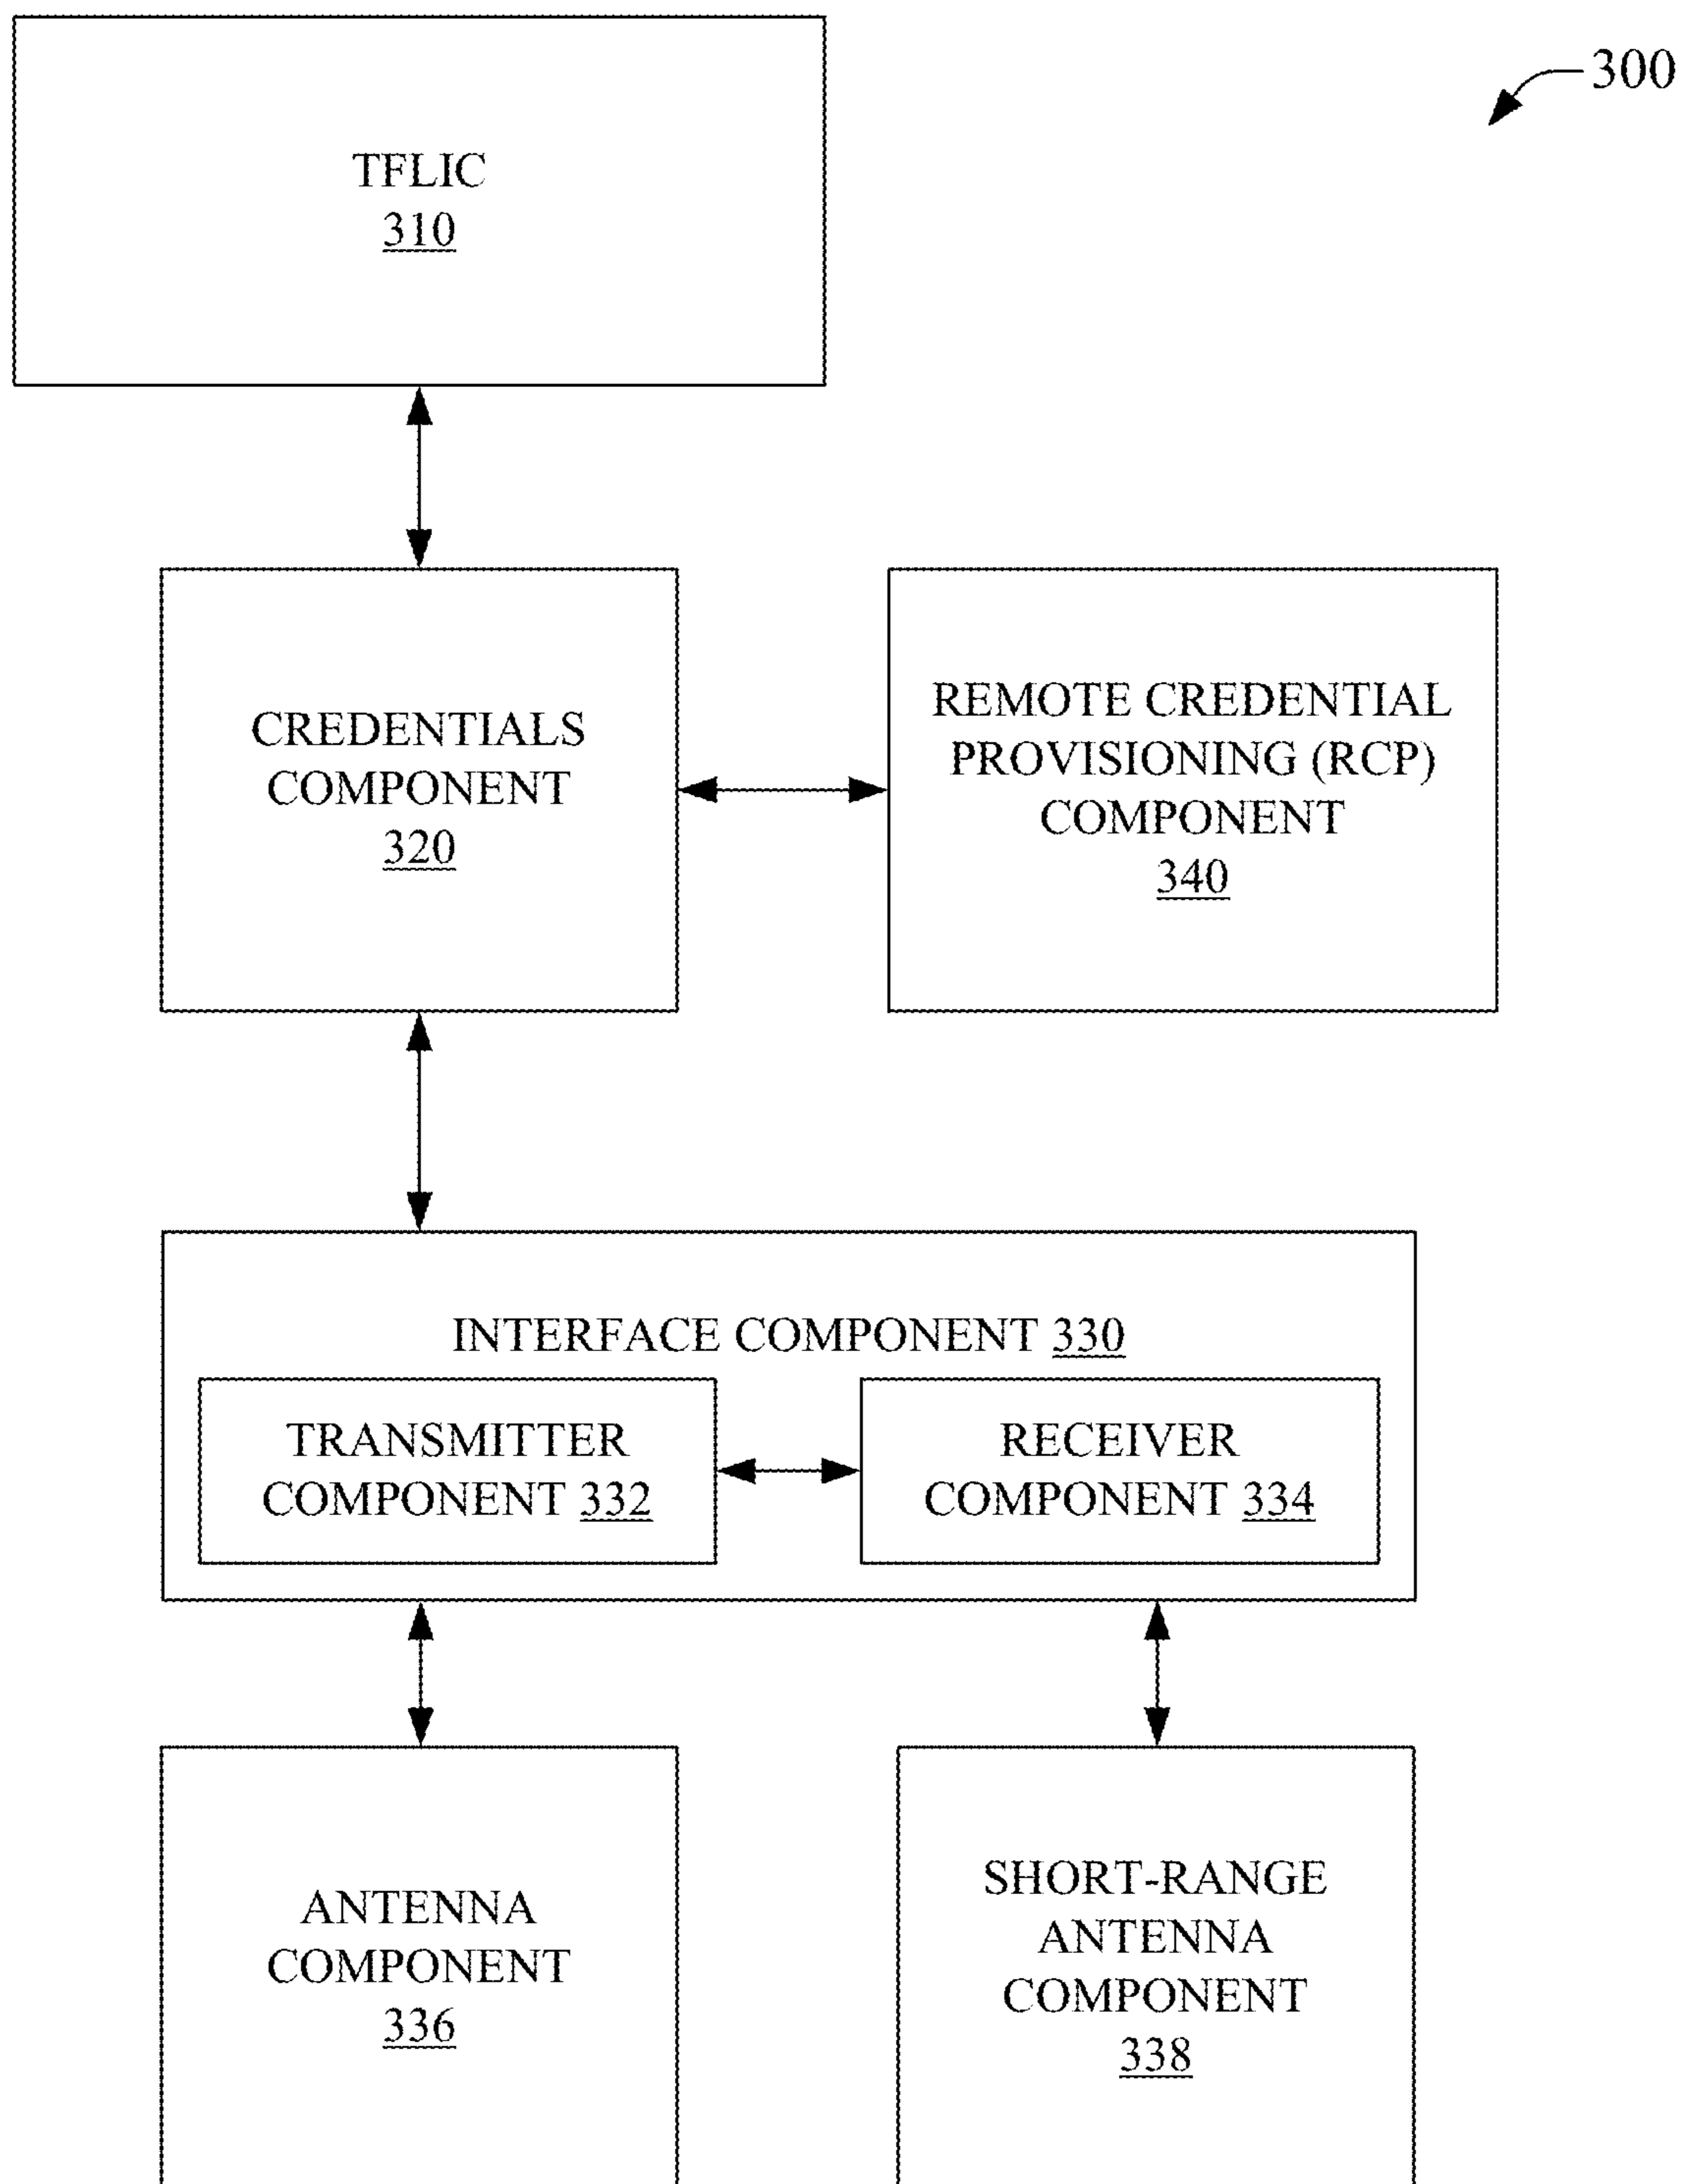 300
TFLIC
310
CREDENTIALS
COMPONENT
320
REMOTE CREDENTIAL
PROVISIONING (RCP)
COMPONENT
340
INTERFACE COMPONENT 330
TRANSMITTER
COMPONENT 332
RECEIVER
COMPONENT 334
ANTENNA
COMPONENT
336
SHORT-RANGE
ANTENNA
COMPONENT
338